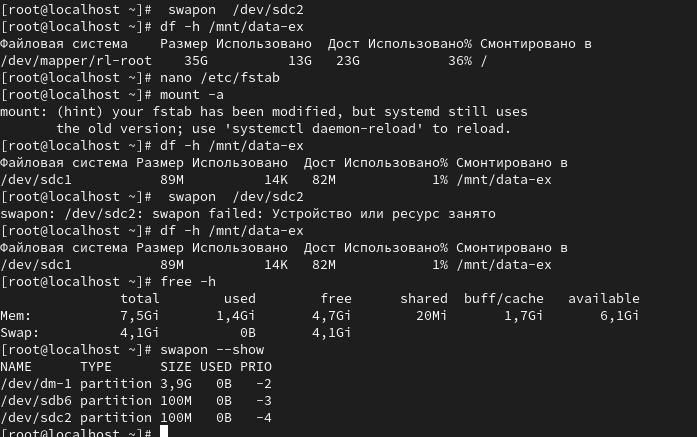 [root@localhost ~]#  swapon  /dev/sdc2
[root@localhost ~]# df -h /mnt/data-ex
Файловая система    Размер Использовано  Дост Использовано% Смонтировано в
/dev/mapper/rl-root    35G          13G   23G           36% /
[root@localhost ~]# nano /etc/fstab
[root@localhost ~]# mount -a
mount: (hint) your fstab has been modified, but systemd still uses
       the old version; use 'systemctl daemon-reload' to reload.
[root@localhost ~]# df -h /mnt/data-ex
Файловая система Размер Использовано  Дост Использовано% Смонтировано в
/dev/sdc1           89M          14K   82M            1% /mnt/data-ex
[root@localhost ~]#  swapon  /dev/sdc2
swapon: /dev/sdc2: swapon failed: Устройство или ресурс занято
[root@localhost ~]# df -h /mnt/data-ex
Файловая система Размер Использовано  Дост Использовано% Смонтировано в
/dev/sdc1           89M          14K   82M            1% /mnt/data-ex
[root@localhost ~]# free -h
               total        used        free      shared  buff/cache   available
Mem:           7,5Gi       1,4Gi       4,7Gi        20Mi       1,7Gi       6,1Gi
Swap:          4,1Gi          0B       4,1Gi
[root@localhost ~]# swapon --show
NAME      TYPE      SIZE USED PRIO
/dev/dm-1 partition 3,9G   0B   -2
/dev/sdb6 partition 100M   0B   -3
/dev/sdc2 partition 100M   0B   -4
[root@localhost ~]#